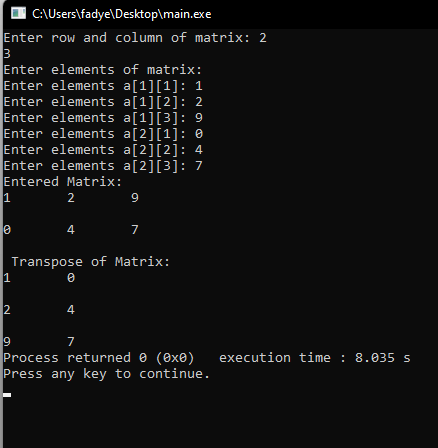 C:\Users\fadye\Desktop\main.exe
Enter row and column of matrix: 2
3
Enter elements of matrix:
Enter elements a[1][1]: 1
Enter elements a[1][2]: 2
Enter elements a[1][3]: 9
Enter elements a[2][1]: 0
Enter elements a[2][2]: 4
Enter elements a[2][3]: 7
Entered Matrix:
1 2 9
0 4 7
Transpose of Matrix:
1 0
2 4
9 7
Process returned 0 (0x0) execution time : 8.035 s
Press any key to continue.